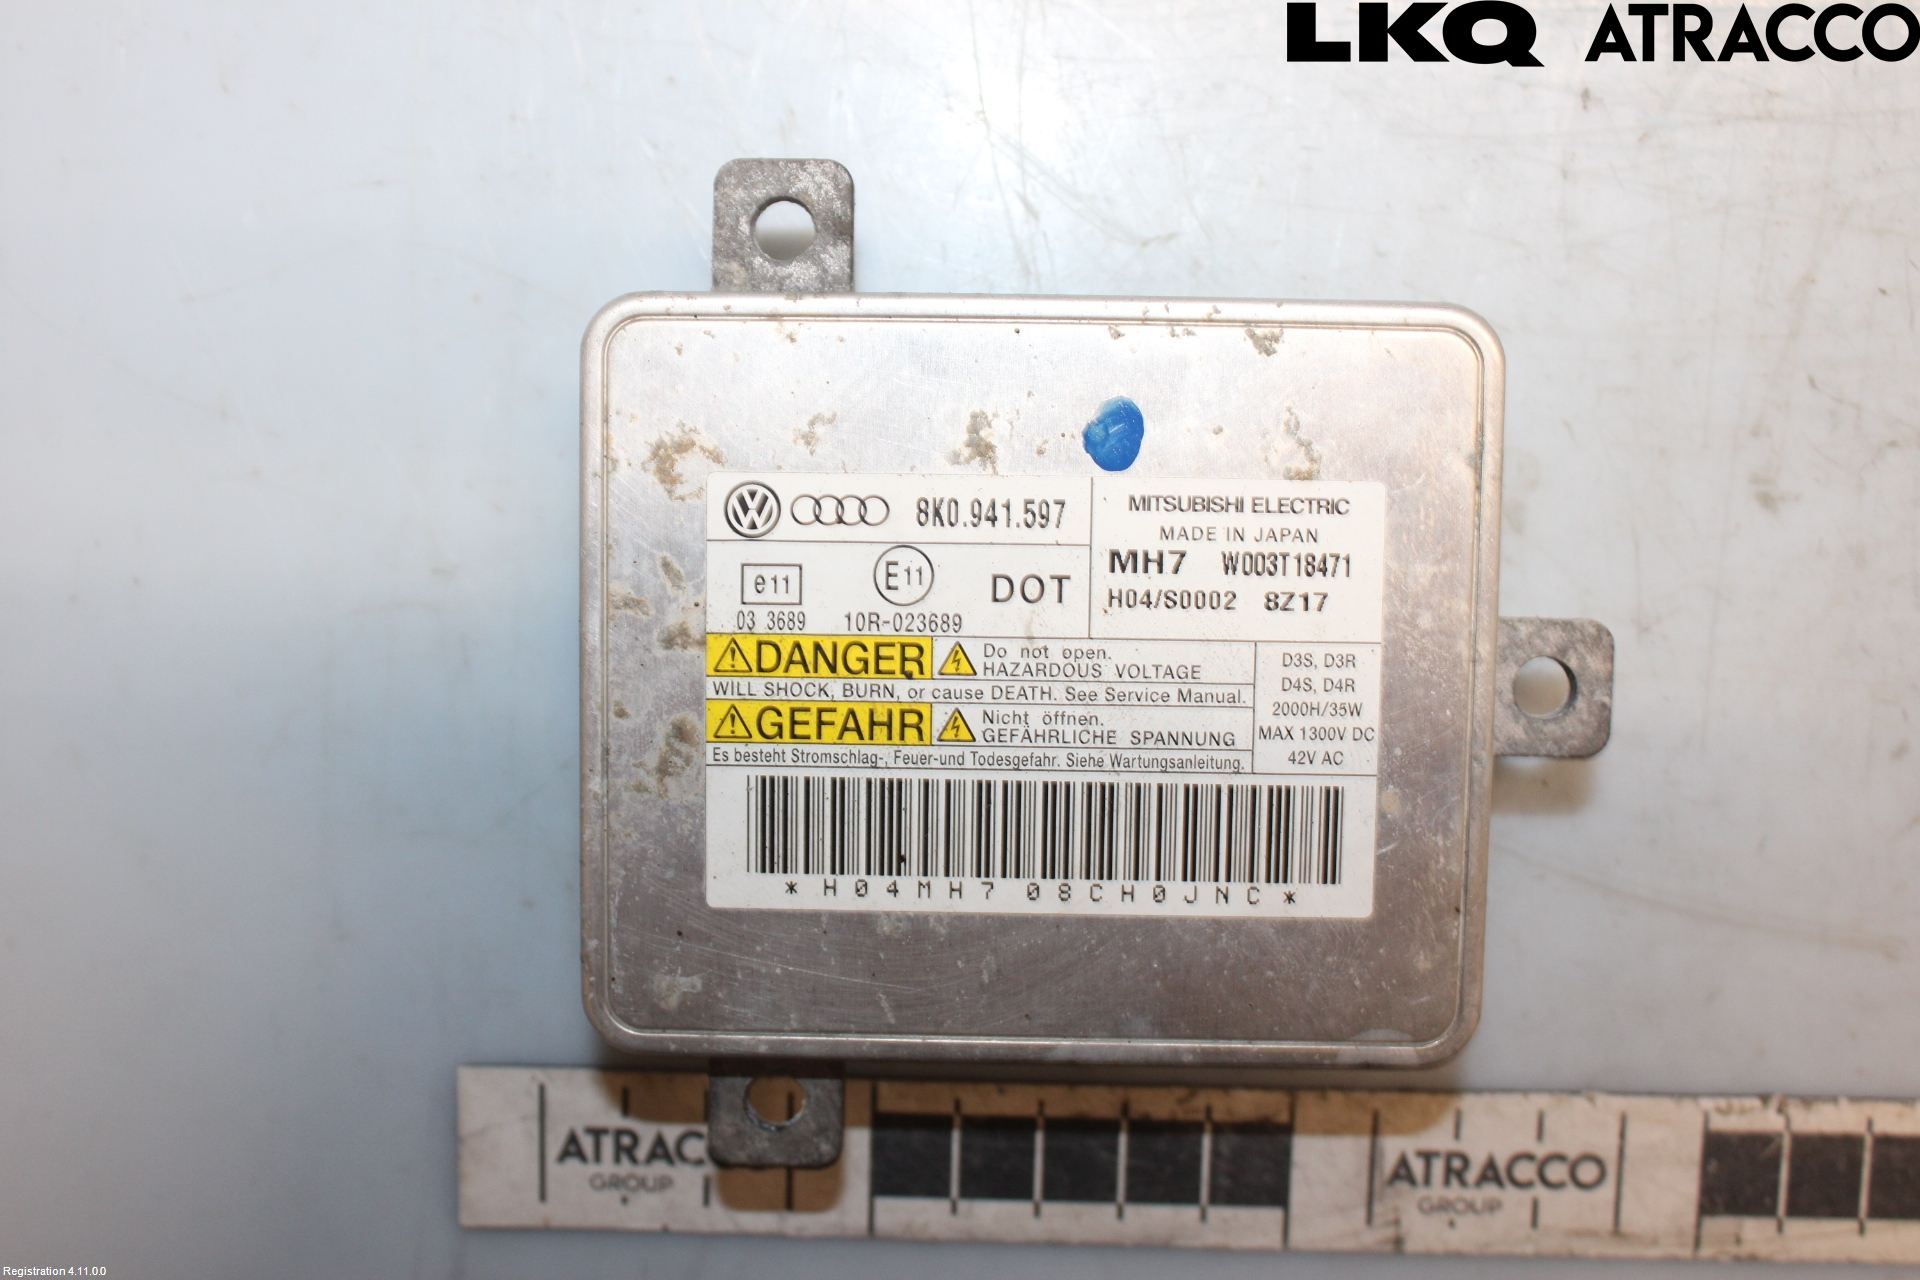 LKQ ATRACCO
8K0.941.597
MITSUBISHI ELECTRIC
MADE IN JAPAN
MH7 W003T18471
H04/S0002 8Z17
e11
E11
DOT
03 3689 10R-023689
DANGER Do not open.
HAZARDOUS VOLTAGE
WILL SHOCK, BURN, or cause DEATH. See Service Manual.
GEFAHR Nicht öffnen.
GEFÄHRLICHE SPANNUNG
Es besteht Stromschlag-, Feuer-und Todesgefahr. Siehe Wartungsanleitung.
D3S, D3R
D4S, D4R
2000H/35W
MAX 1300V DC
42V AC
*H04MH708CH0JNC*
ATRACC
GROUP
ATRACCO
GROUP
Registration 4.11.0.0